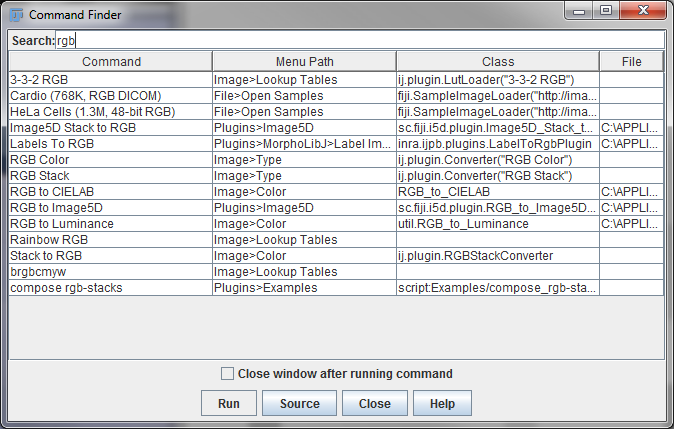 Command Finder
Search: rgb
Command Menu Path Class File
3-3-2 RGB Image>Lookup Tables ij.plugin.LutLoader("3-3-2 RGB")
Cardio (768K, RGB DICOM) File>Open Samples fiji.SampleImageLoader("http://ima...
HeLa Cells (1.3M, 48-bit RGB) File>Open Samples fiji.SampleImageLoader("http://ima...
Image5D Stack to RGB Plugins>Image5D sc.fiji.i5d.plugin.Image5D_Stack_t... C:\APPLI...
Labels To RGB Plugins>MorphoLibJ>Label Im... inra.ijpb.plugins.LabelToRgbPlugin C:\APPLI...
RGB Color Image>Type ij.plugin.Converter("RGB Color")
RGB Stack Image>Type ij.plugin.Converter("RGB Stack")
RGB to CIELAB Image>Color RGB_to_CIELAB C:\APPLI...
RGB to Image5D Plugins>Image5D sc.fiji.i5d.plugin.RGB_to_Image5D... C:\APPLI...
RGB to Luminance Image>Color util.RGB_to_Luminance C:\APPLI...
Rainbow RGB Image>Lookup Tables
Stack to RGB Image>Color ij.plugin.RGBStackConverter
brgbcmyw Image>Lookup Tables
compose rgb-stacks Plugins>Examples script:Examples/compose_rgb-sta...
Close window after running command
Run Source Close Help